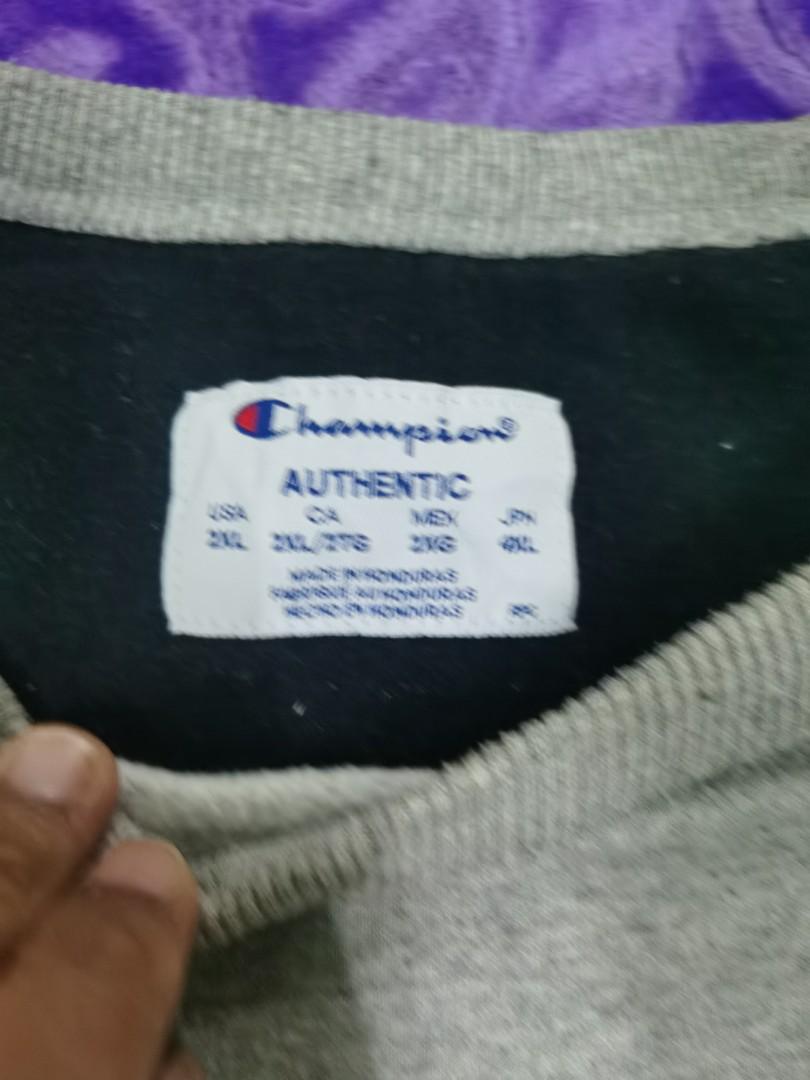 Champion®
AUTHENTIC
USA CA MEX JPN
2XL 2XL/2TG 2XG 4XL
MADE IN HONDURAS
FABRIQUÉ AU HONDURAS
HECHO EN HONDURAS